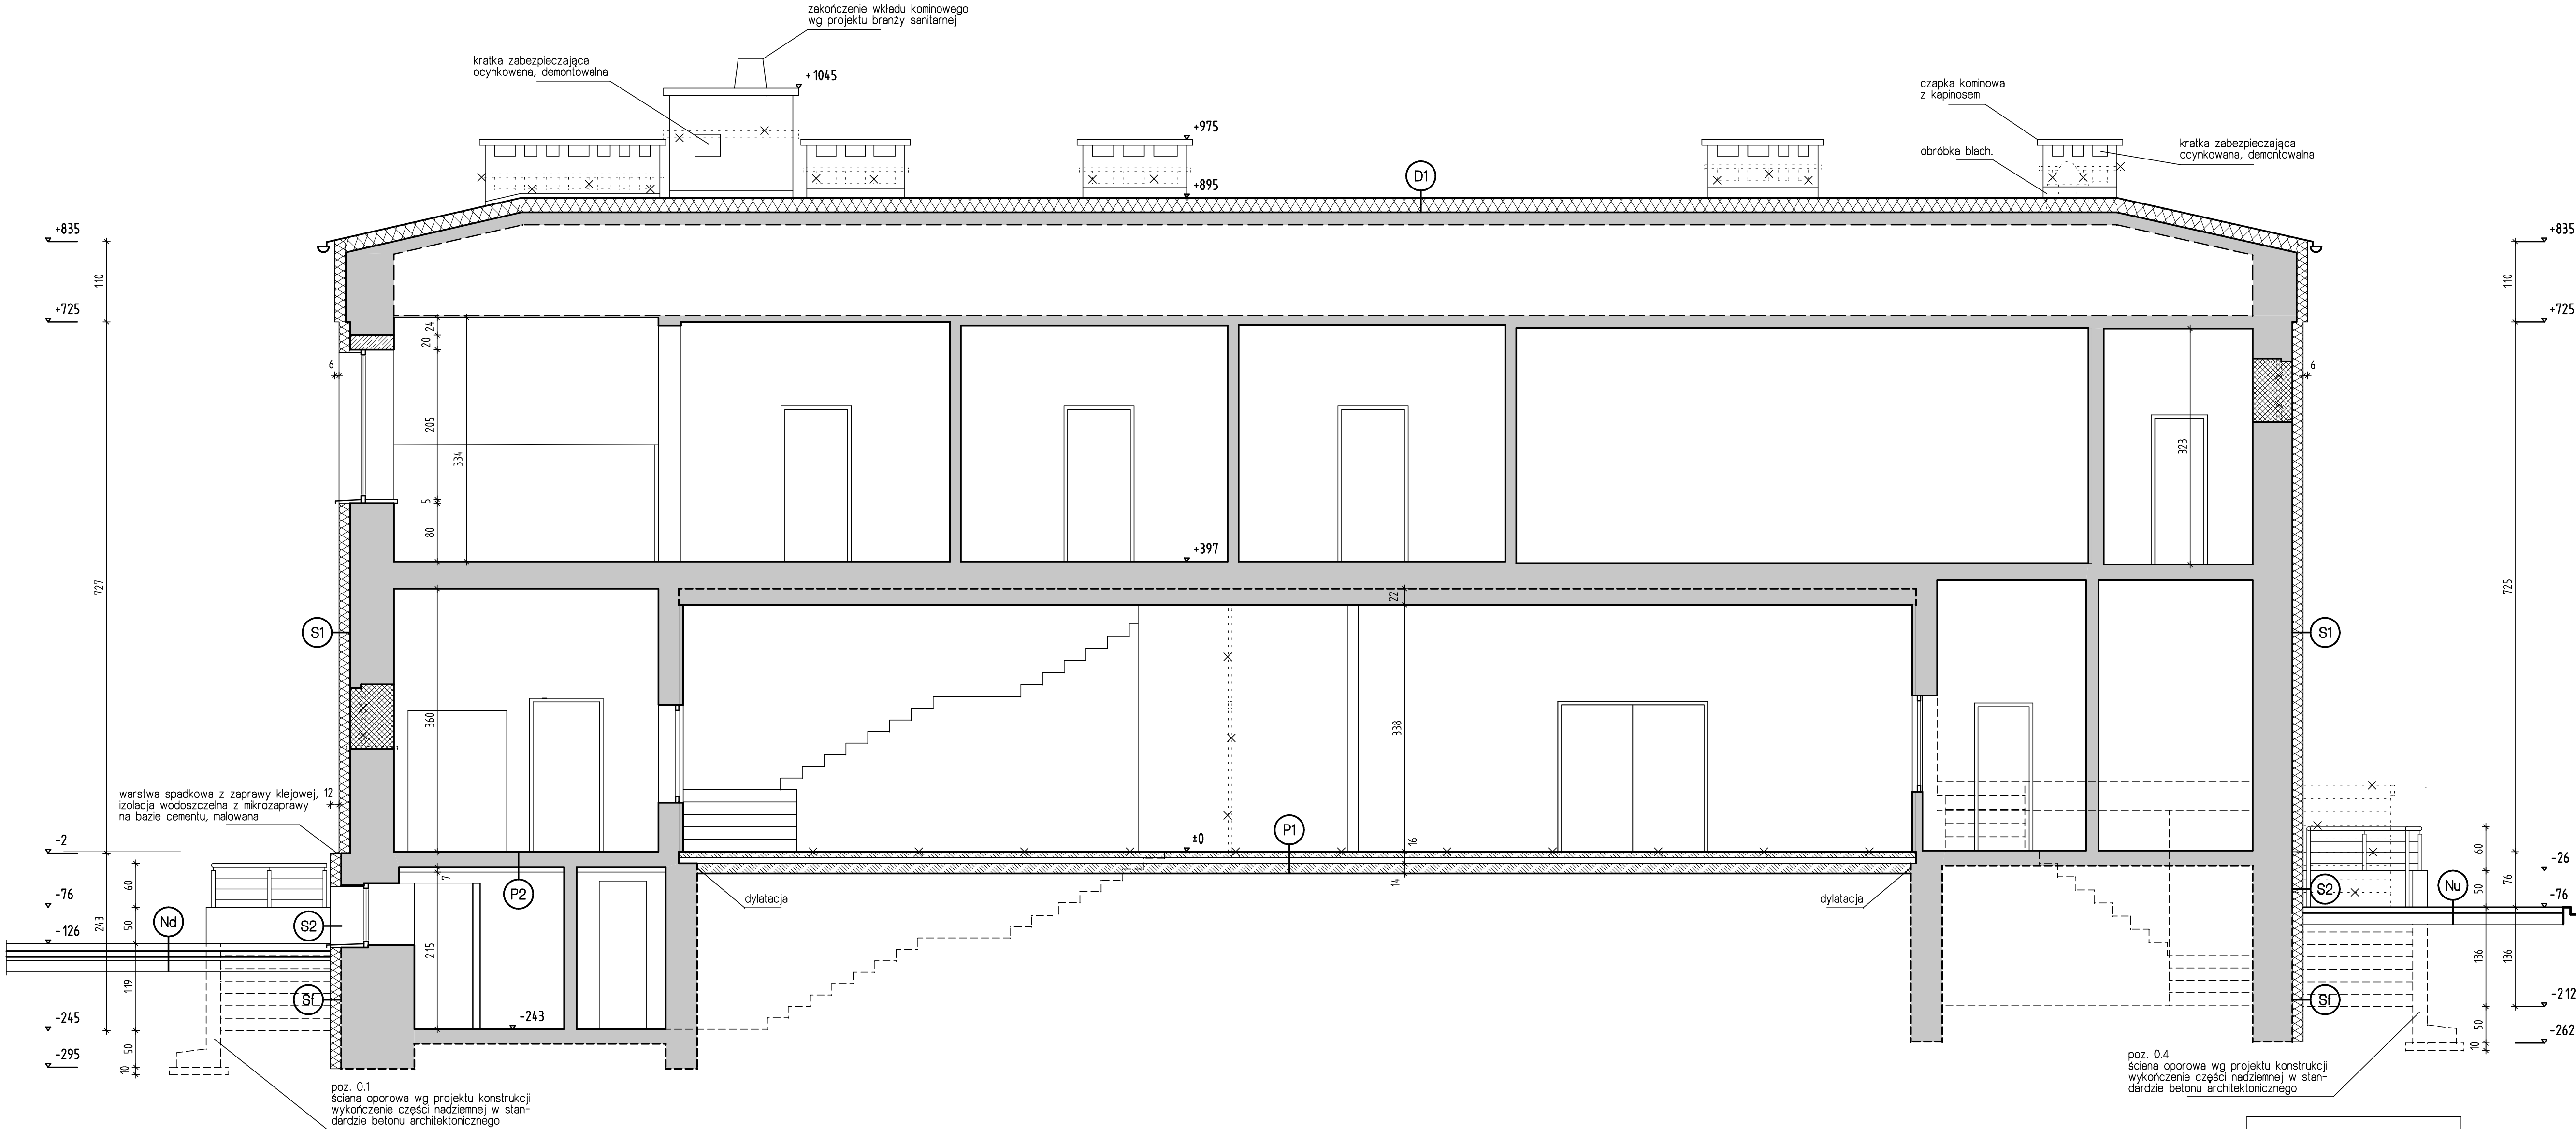 zakończenie wkładu kominowego
wg projektu branży sanitarnej
kratka zabezpieczająca
ocynkowana, demontowalna
+1045
czapka kominowa
z kapinosem
+975
kratka zabezpieczająca
ocynkowana, demontowalna
obróbka blach.
D1
+895
+835
+835
110
110
+725
+725
24
20
6
6
205
334
323
5
80
+397
727
725
22
S1
S1
360
338
warstwa spadkowa z zaprawy klejowej,
izolacja wodoszczelna z mikrozaprawy
na bazie cementu, malowana
12
-2
±0
P1
16
60
-26
60
7
14
P2
dylatacja
dylatacja
S2
50
76
Nu
-76
-76
Nd
S2
50
243
-126
215
119
136
136
Sf
Sf
-212
-245
-243
50
50
-262
-295
10
10
poz. 0.1
ściana oporowa wg projektu konstrukcji
wykończenie części nadziemnej w stan-
dardzie betonu architektonicznego
poz. 0.4
ściana oporowa wg projektu konstrukcji
wykończenie części nadziemnej w stan-
dardzie betonu architektonicznego